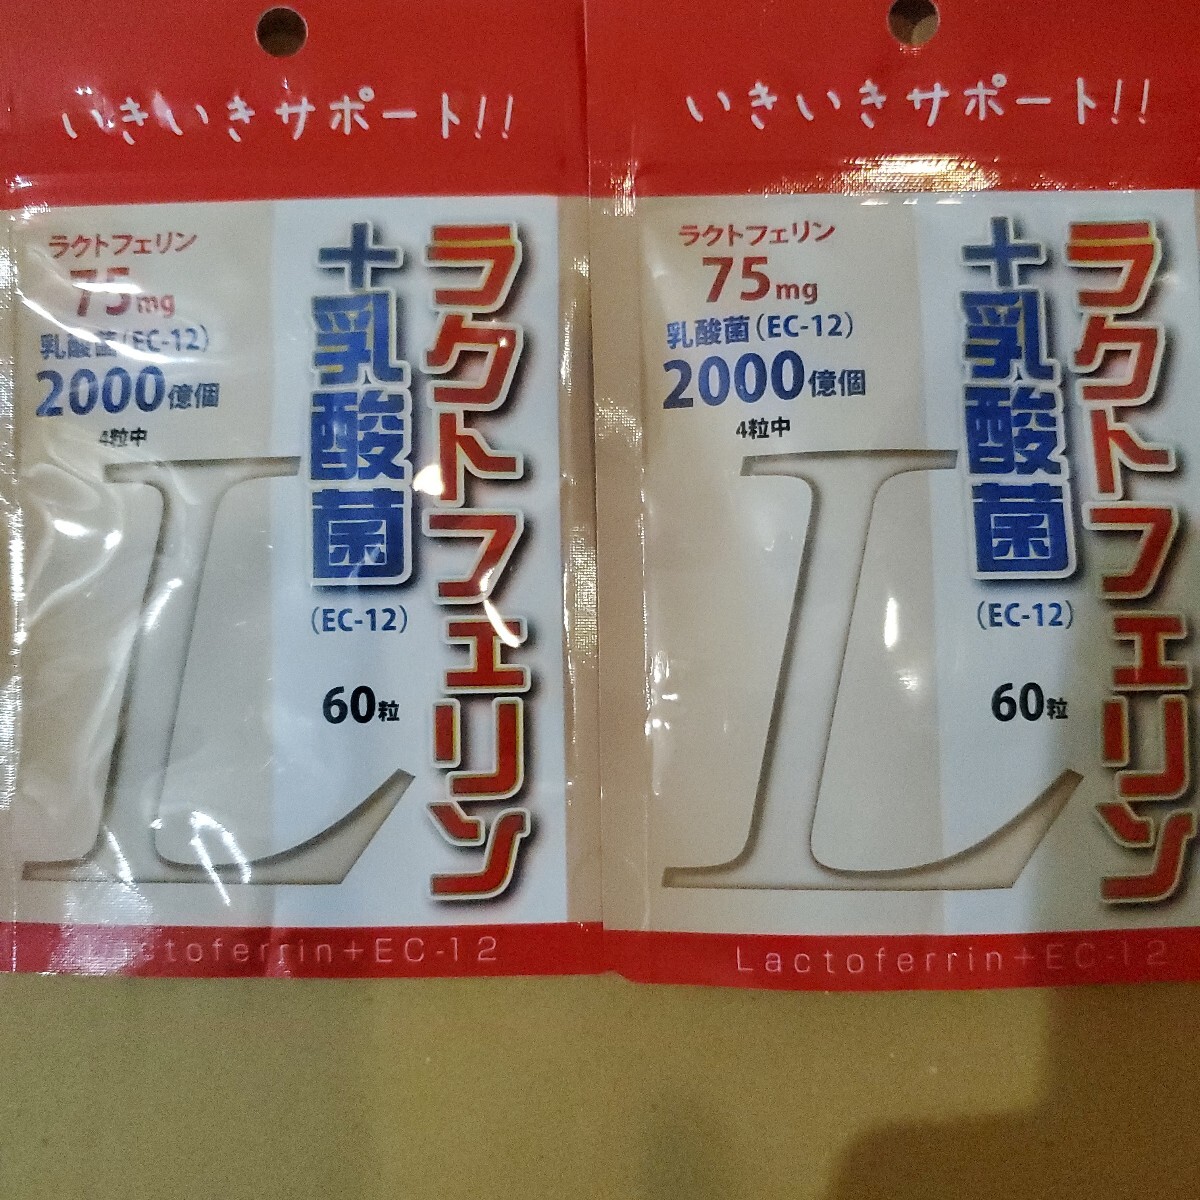 いきいきサポート!!
ラクトフェリン
75mg
乳酸菌(EC-12)
2000億個
4粒中
ラクトフェリン
+乳酸菌
(EC-12)
60粒
Lactoferrin+EC-12
いきいきサポート!!
ラクトフェリン
75mg
乳酸菌(EC-12)
2000億個
4粒中
ラクトフェリン
+乳酸菌
(EC-12)
60粒
L
Lactoferrin+EC-12